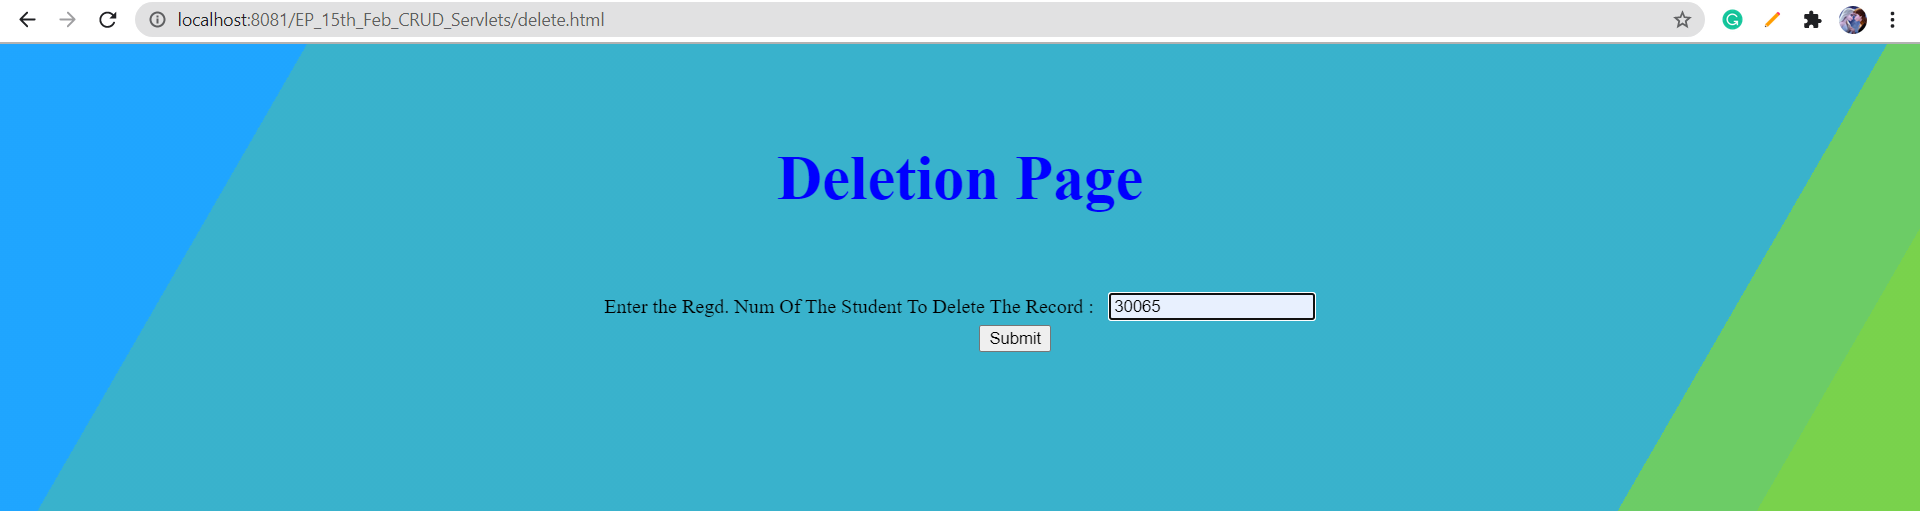 localhost:8081/EP_15th_Feb_CRUD_Servlets/delete.html
Deletion Page
Enter the Regd. Num Of The Student To Delete The Record : 30065
Submit